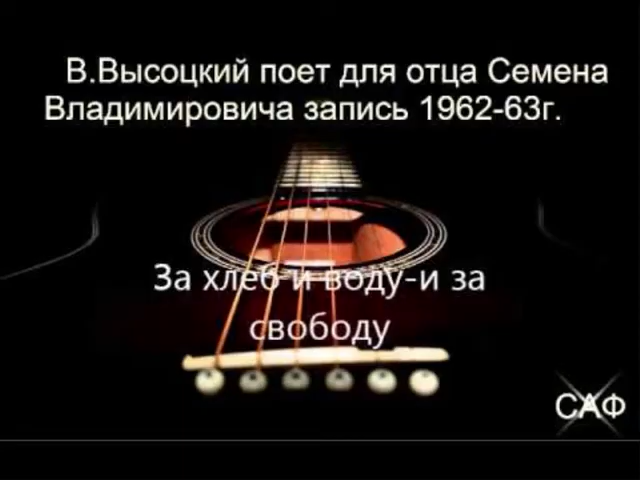 В.Высоцкий поет для отца Семена
Владимировича запись 1962-63г.
За хлеб и воду-и за
свободу
САФ